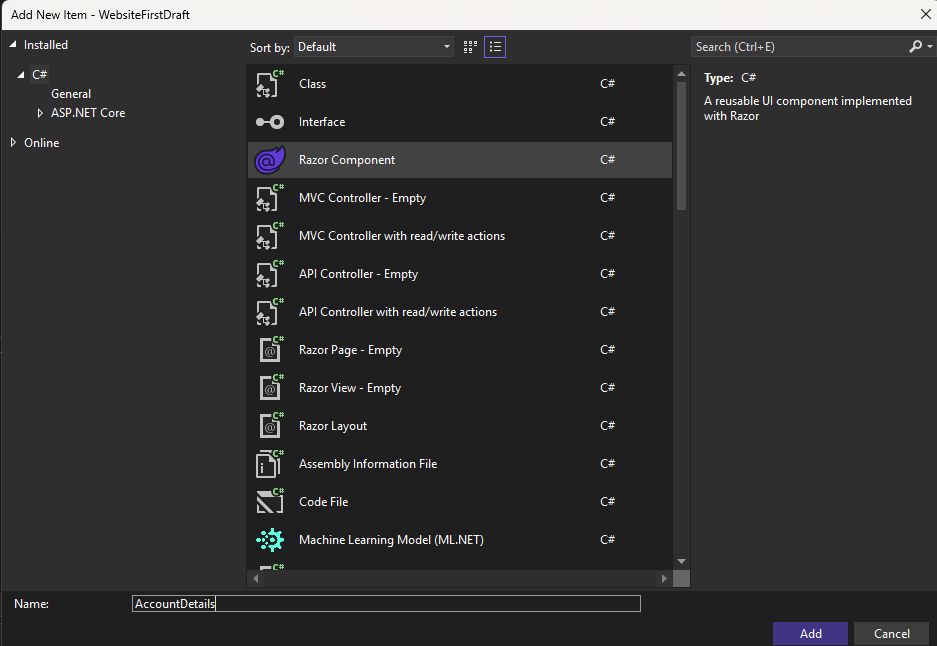 Add New Item - WebsiteFirstDraft
Installed
C#
General
ASP.NET Core
Online
Sort by: Default
Search (Ctrl+E)
Class C#
Interface C#
Razor Component C#
MVC Controller - Empty C#
MVC Controller with read/write actions C#
API Controller - Empty C#
API Controller with read/write actions C#
Razor Page - Empty C#
Razor View - Empty C#
Razor Layout C#
Assembly Information File C#
Code File C#
Machine Learning Model (ML.NET) C#
Type: C#
A reusable UI component implemented
with Razor
Name: AccountDetails
Add Cancel